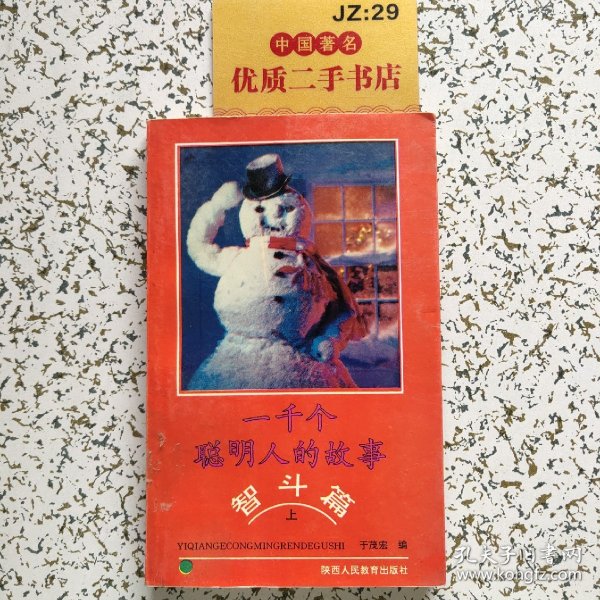 JZ:29
中国著名
优质二手书店
一千个
聪明人的故事
智斗篇
上
YIQIANGECONGMINGRENDEGUSHI 于茂宏 编
陕西人民教育出版社
孔夫子旧书网
www.kongfz.com